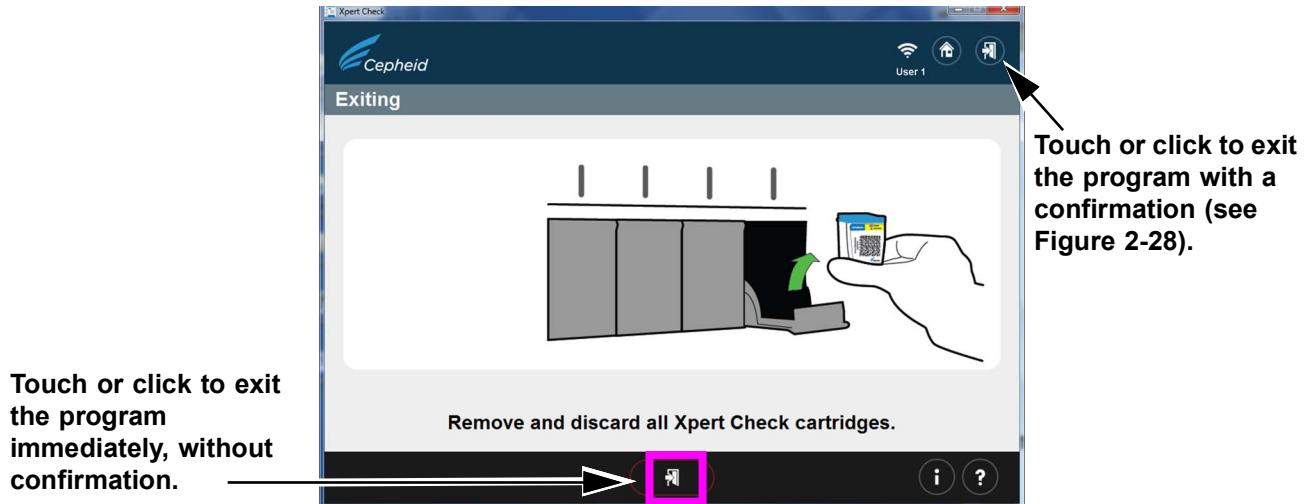 Xpert Check
Cepheid
User 1
Exiting
Touch or click to exit
the program with a
confirmation (see
Figure 2-28).
Touch or click to exit
the program
immediately, without
confirmation.
Remove and discard all Xpert Check cartridges.
i ?